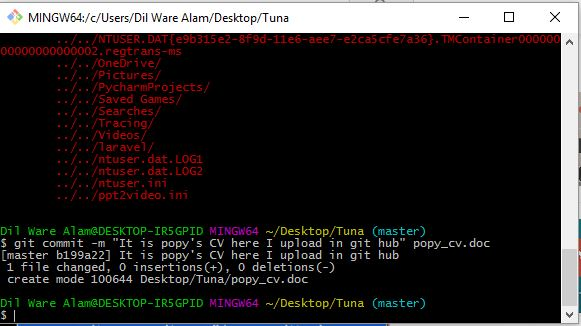 MINGW64:/c/Users/Dil Ware Alam/Desktop/Tuna
../../NTUSER.DAT{e9b315e2-8f9d-11e6-aee7-e2ca5cfe7a36}.TMContainer000000
00000000000002.regtrans-ms
../../OneDrive/
../../Pictures/
../../PycharmProjects/
../../Saved Games/
../../Searches/
../../Tracing/
../../Videos/
../../laravel/
../../ntuser.dat.LOG1
../../ntuser.dat.LOG2
../../ntuser.ini
../../ppt2video.ini
Dil Ware Alam@DESKTOP-IR5GPID MINGW64 ~/Desktop/Tuna (master)
$ git commit -m "It is popy's CV here I upload in git hub" popy_cv.doc
[master b199a22] It is popy's CV here I upload in git hub
1 file changed, 0 insertions(+), 0 deletions(-)
create mode 100644 Desktop/Tuna/popy_cv.doc
Dil Ware Alam@DESKTOP-IR5GPID MINGW64 ~/Desktop/Tuna (master)
$